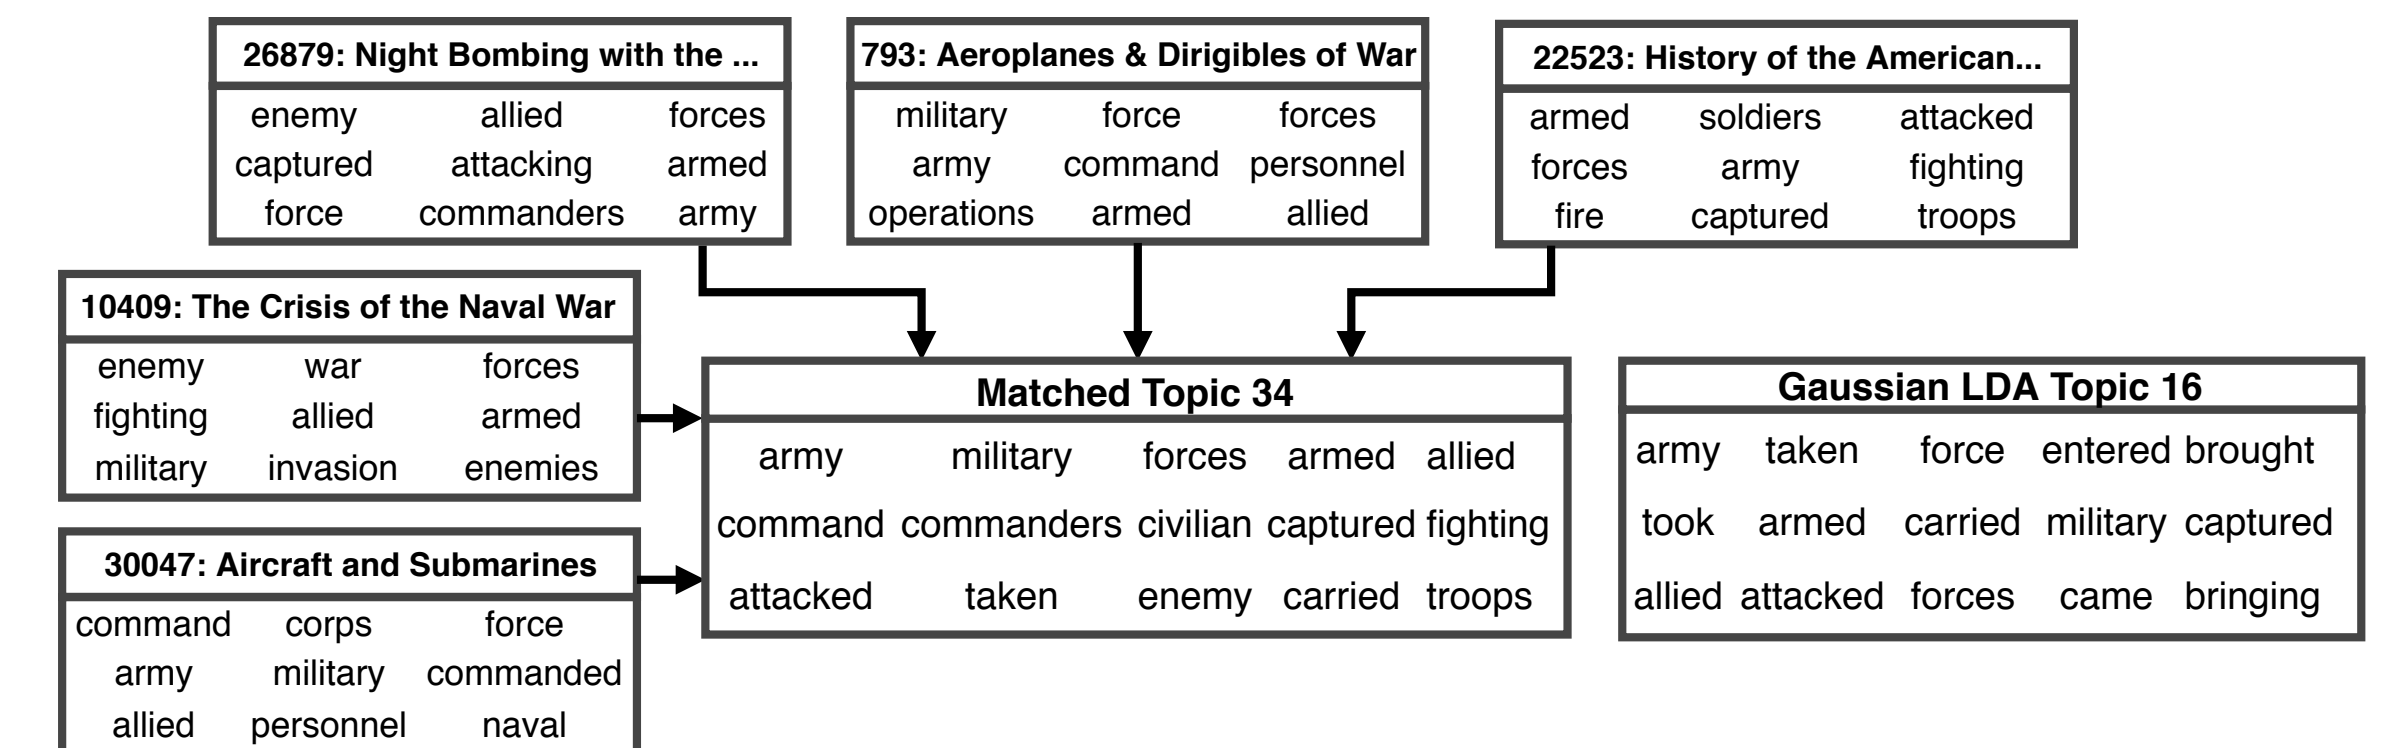 26879: Night Bombing with the ...
enemy allied forces
captured attacking armed
force commanders army
793: Aeroplanes & Dirigibles of War
military force forces
army command personnel
operations armed allied
22523: History of the American...
armed soldiers attacked
forces army fighting
fire captured troops
10409: The Crisis of the Naval War
enemy war forces
fighting allied armed
military invasion enemies
30047: Aircraft and Submarines
command corps force
army military commanded
allied personnel naval
Matched Topic 34
army military forces armed allied
command commanders civilian captured fighting
attacked taken enemy carried troops
Gaussian LDA Topic 16
army taken force entered brought
took armed carried military captured
allied attacked forces came bringing